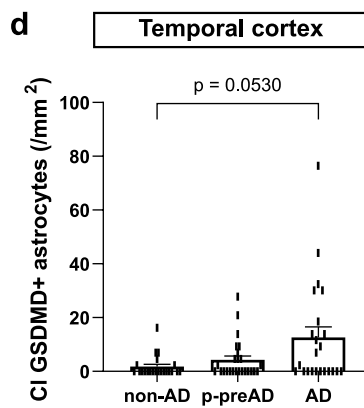 d
Temporal cortex
p = 0.0530
Cl GSDMD+ astrocytes (/mm²)
100
80
60
40
20
0
non-AD p-preAD AD